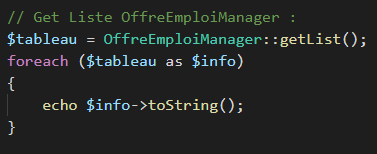 // Get Liste OffreEmploiManager :
$tableau = OffreEmploiManager::getList();
foreach ($tableau as $info)
{
    echo $info->toString();
}